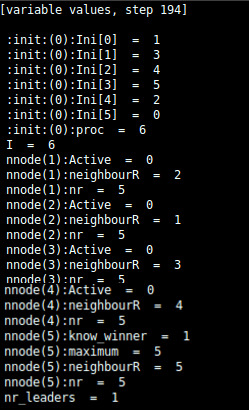 [variable values, step 194]
:init:(0):Ini[0]  =  1
:init:(0):Ini[1]  =  3
:init:(0):Ini[2]  =  4
:init:(0):Ini[3]  =  5
:init:(0):Ini[4]  =  2
:init:(0):Ini[5]  =  0
:init:(0):proc  =  6
I  =  6
nnode(1):Active  =  0
nnode(1):neighbourR  =  2
nnode(1):nr  =  5
nnode(2):Active  =  0
nnode(2):neighbourR  =  1
nnode(2):nr  =  5
nnode(3):Active  =  0
nnode(3):neighbourR  =  3
nnode(3):nr  =  5
nnode(4):Active  =  0
nnode(4):neighbourR  =  4
nnode(4):nr  =  5
nnode(5):know_winner  =  1
nnode(5):maximum  =  5
nnode(5):neighbourR  =  5
nnode(5):nr  =  5
nr_leaders  =  1